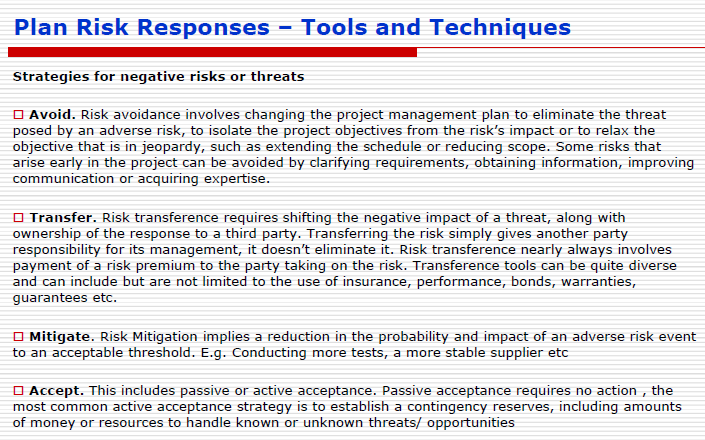 Plan Risk Responses – Tools and Techniques
Strategies for negative risks or threats
Avoid. Risk avoidance involves changing the project management plan to eliminate the threat
posed by an adverse risk, to isolate the project objectives from the risk’s impact or to relax the
objective that is in jeopardy, such as extending the schedule or reducing scope. Some risks that
arise early in the project can be avoided by clarifying requirements, obtaining information, improving
communication or acquiring expertise.
Transfer. Risk transference requires shifting the negative impact of a threat, along with
ownership of the response to a third party. Transferring the risk simply gives another party
responsibility for its management, it doesn’t eliminate it. Risk transference nearly always involves
payment of a risk premium to the party taking on the risk. Transference tools can be quite diverse
and can include but are not limited to the use of insurance, performance, bonds, warranties,
guarantees etc.
Mitigate. Risk Mitigation implies a reduction in the probability and impact of an adverse risk event
to an acceptable threshold. E.g. Conducting more tests, a more stable supplier etc
Accept. This includes passive or active acceptance. Passive acceptance requires no action , the
most common active acceptance strategy is to establish a contingency reserves, including amounts
of money or resources to handle known or unknown threats/ opportunities